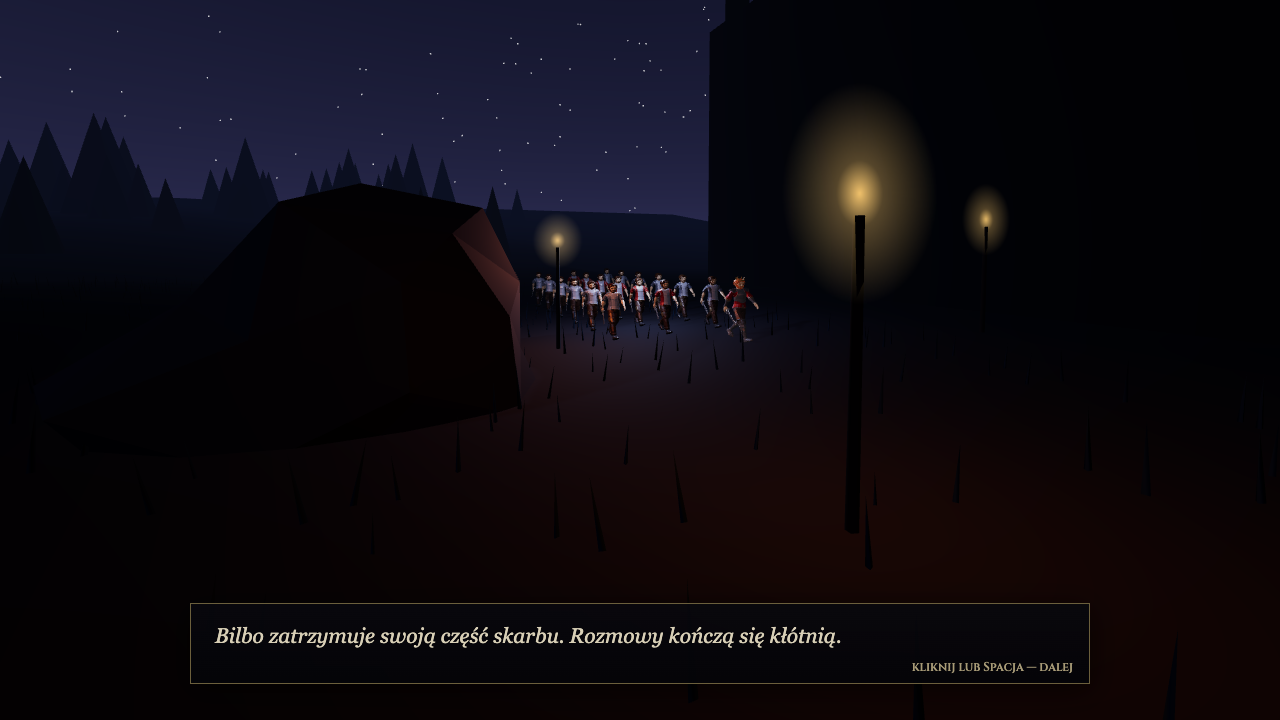 Bilbo zatrzymuje swoją część skarbu. Rozmowy kończą się kłótnią.
KLIKNIJ LUB SPACJA — DALEJ